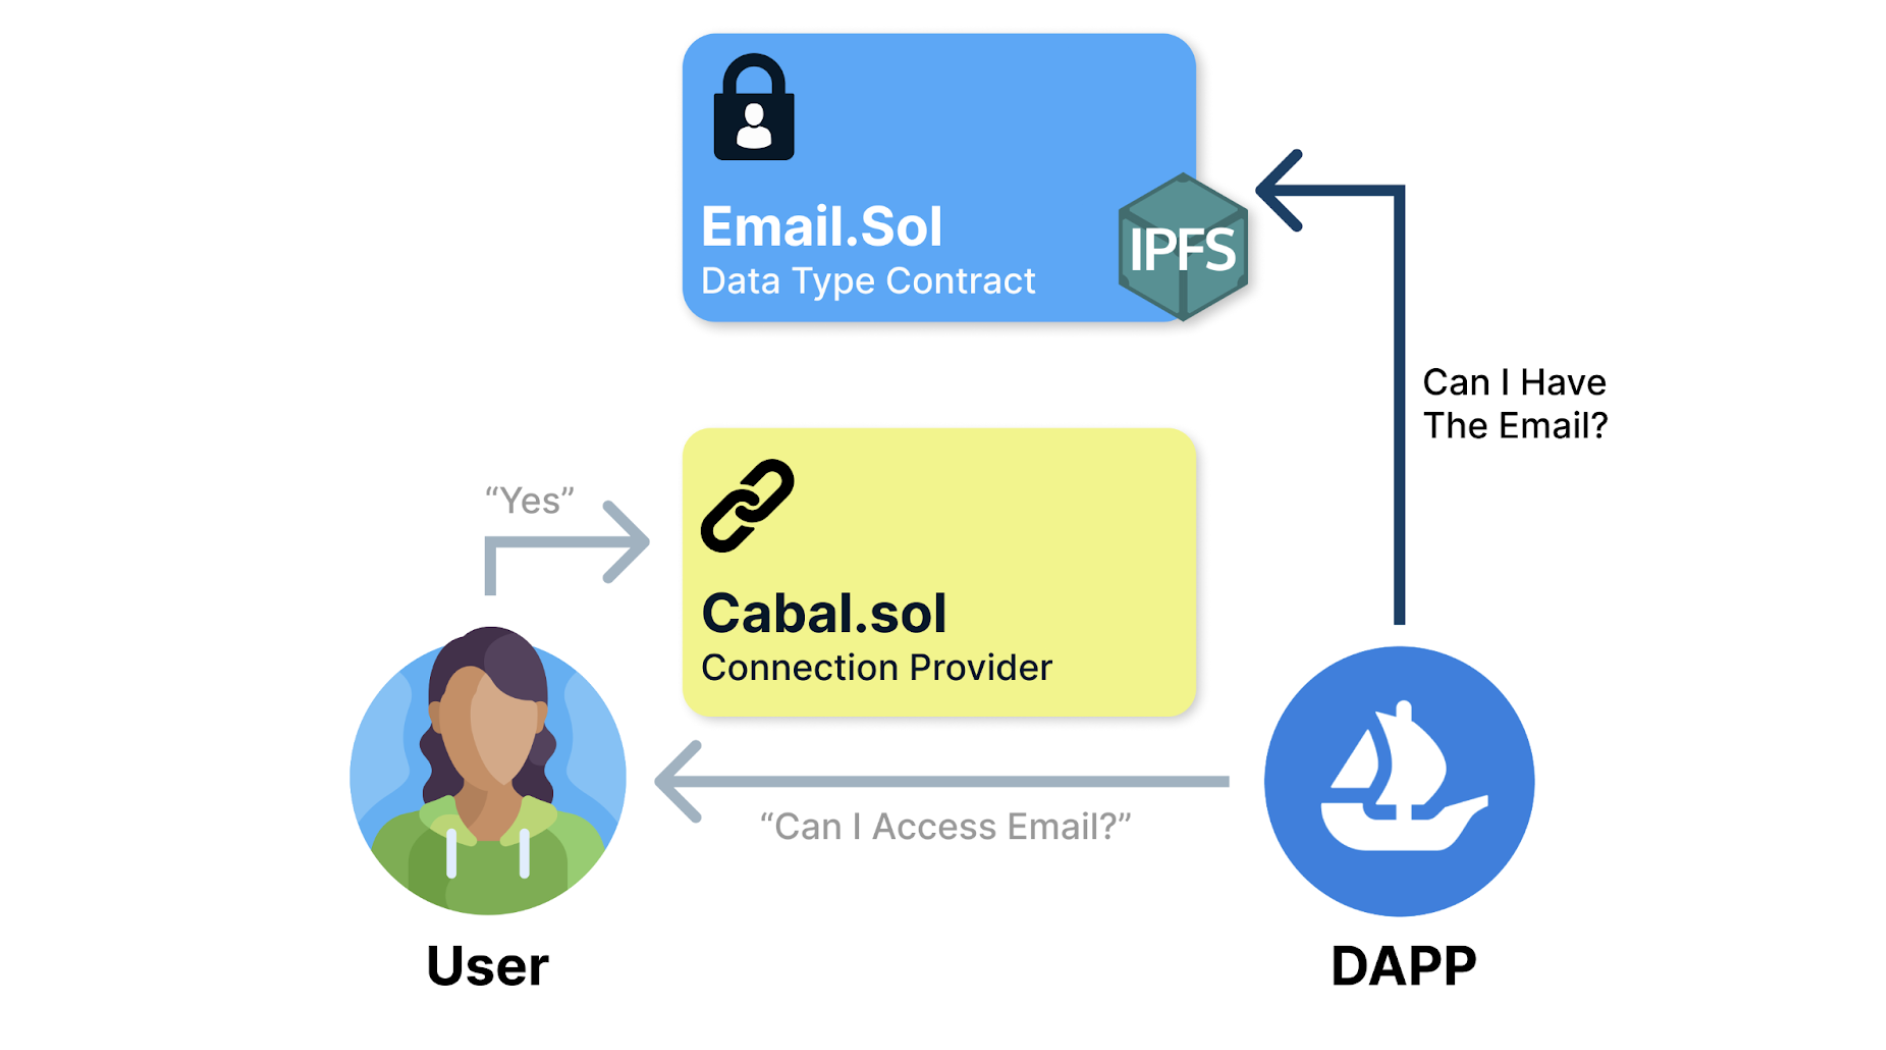 Email.Sol
Data Type Contract
IPFS
Can I Have
The Email?
“Yes”
Cabal.sol
Connection Provider
“Can I Access Email?”
User
DAPP